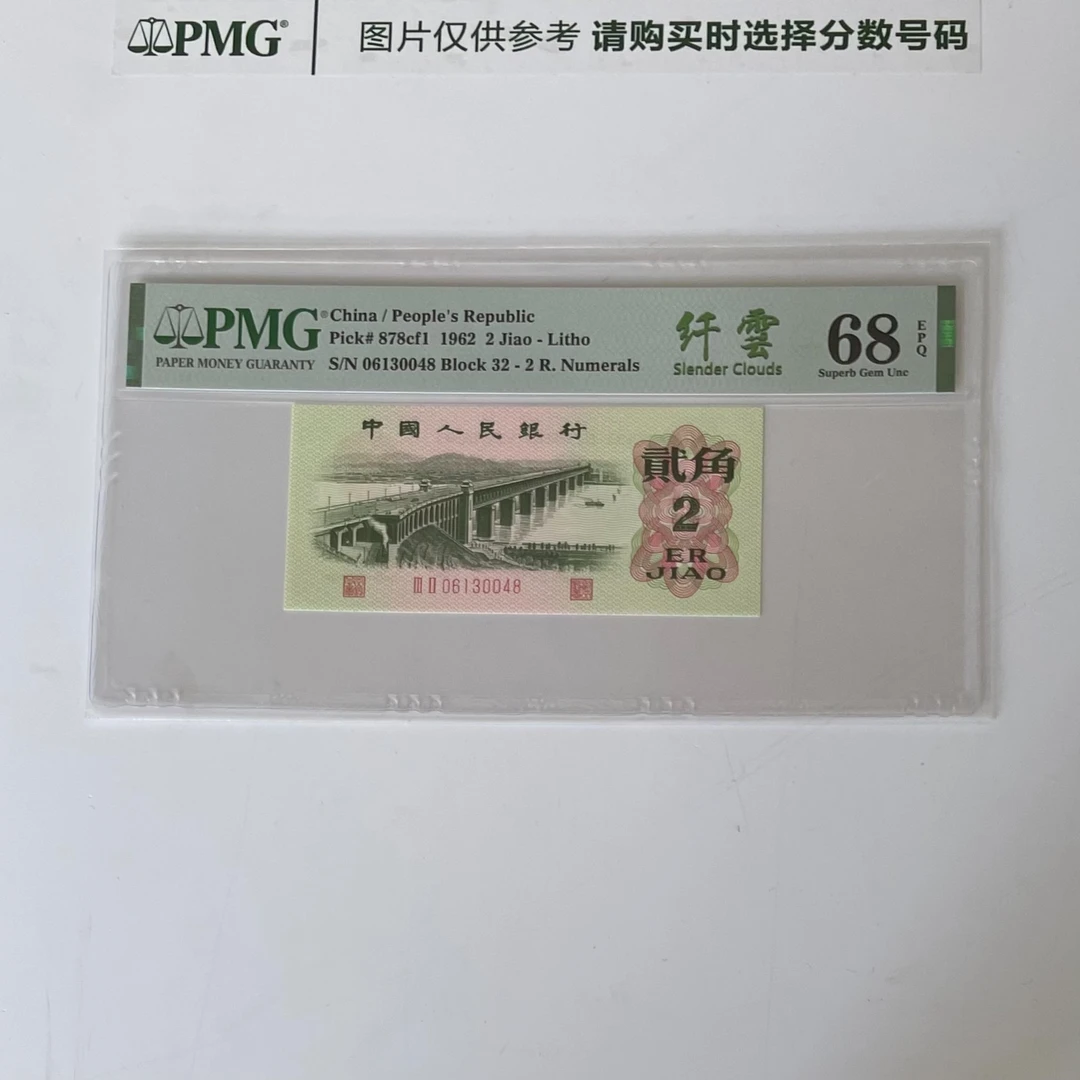 PMG® 图片仅供参考 请购买时选择分数号码
PMG®
PAPER MONEY GUARANTY
China / People's Republic
Pick# 878cf1 1962 2 Jiao - Litho
S/N 06130048 Block 32 - 2 R. Numerals
纤雲
Slender Clouds
68
EPQ
Superb Gem Unc
中國人民銀行
貳角
2
ER
JIAO
III II 06130048